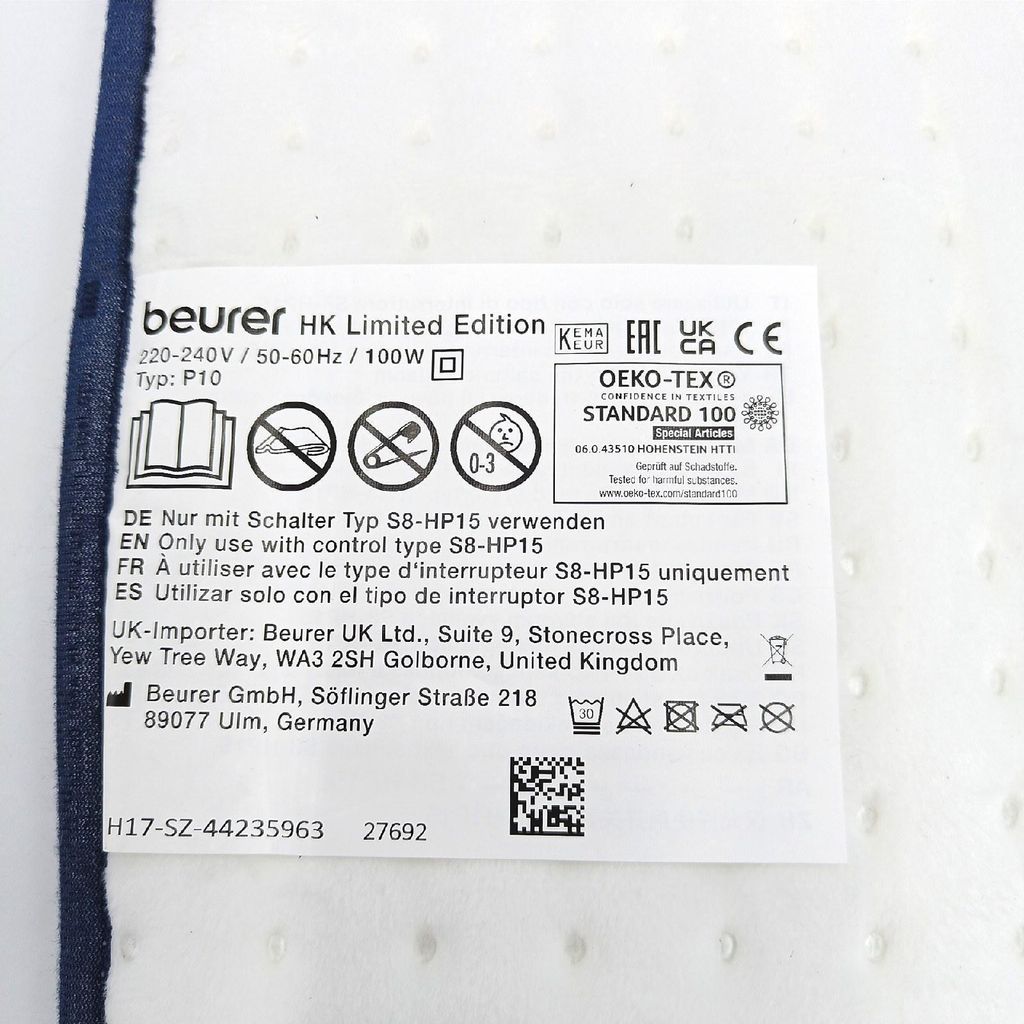 beurer HK Limited Edition
220-240V / 50-60Hz / 100W
Typ: P10
KEMA
EUR
EAC
UK
CA
CE
OEKO-TEX®
CONFIDENCE IN TEXTILES
STANDARD 100
Special Articles
06.0.43510 HOHENSTEIN HTTI
Geprüft auf Schadstoffe.
Tested for harmful substances.
www.oeko-tex.com/standard100
0-3
DE Nur mit Schalter Typ S8-HP15 verwenden
EN Only use with control type S8-HP15
FR À utiliser avec le type d'interrupteur S8-HP15 uniquement
ES Utilizar solo con el tipo de interruptor S8-HP15
UK-Importer: Beurer UK Ltd., Suite 9, Stonecross Place,
Yew Tree Way, WA3 2SH Golborne, United Kingdom
Beurer GmbH, Söflinger Straße 218
89077 Ulm, Germany
30
H17-SZ-44235963 27692